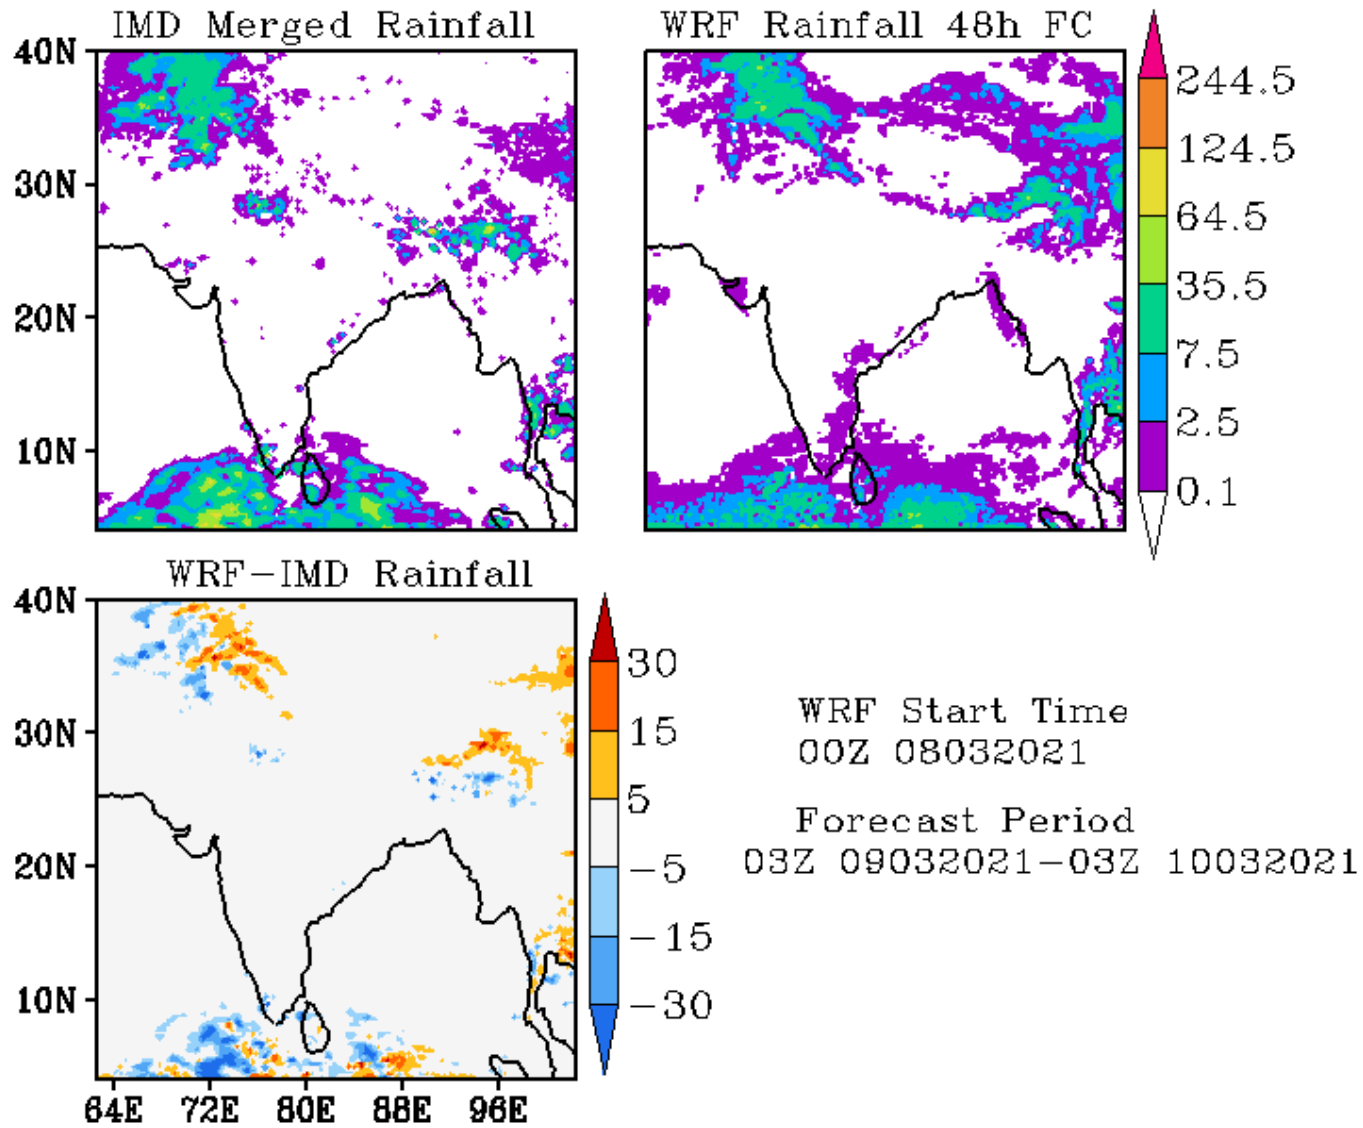 IMD Merged Rainfall
WRF Rainfall 48h FC
40N
30N
20N
10N
244.5
124.5
64.5
35.5
7.5
2.5
0.1
WRF-IMD Rainfall
40N
30N
20N
10N
64E 72E 80E 88E 96E
30
15
5
-5
-15
-30
WRF Start Time
00Z 08032021
Forecast Period
03Z 09032021-03Z 10032021